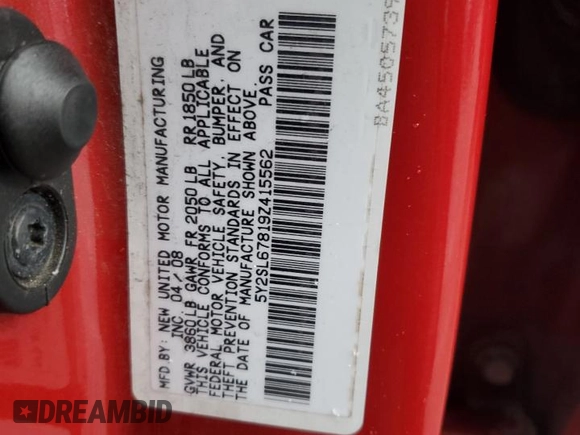 MFD BY: NEW UNITED MOTOR MANUFACTURING
INC. 04/08
GVWR 3860LB GAWR FR 2050LB RR 1850LB
THIS VEHICLE CONFORMS TO ALL APPLICABLE
FEDERAL MOTOR VEHICLE SAFETY, BUMPER, AND
THEFT PREVENTION STANDARDS IN EFFECT ON
THE DATE OF MANUFACTURE SHOWN ABOVE.
5Y2SL67819Z415562 PASS CAR
DREAMBID